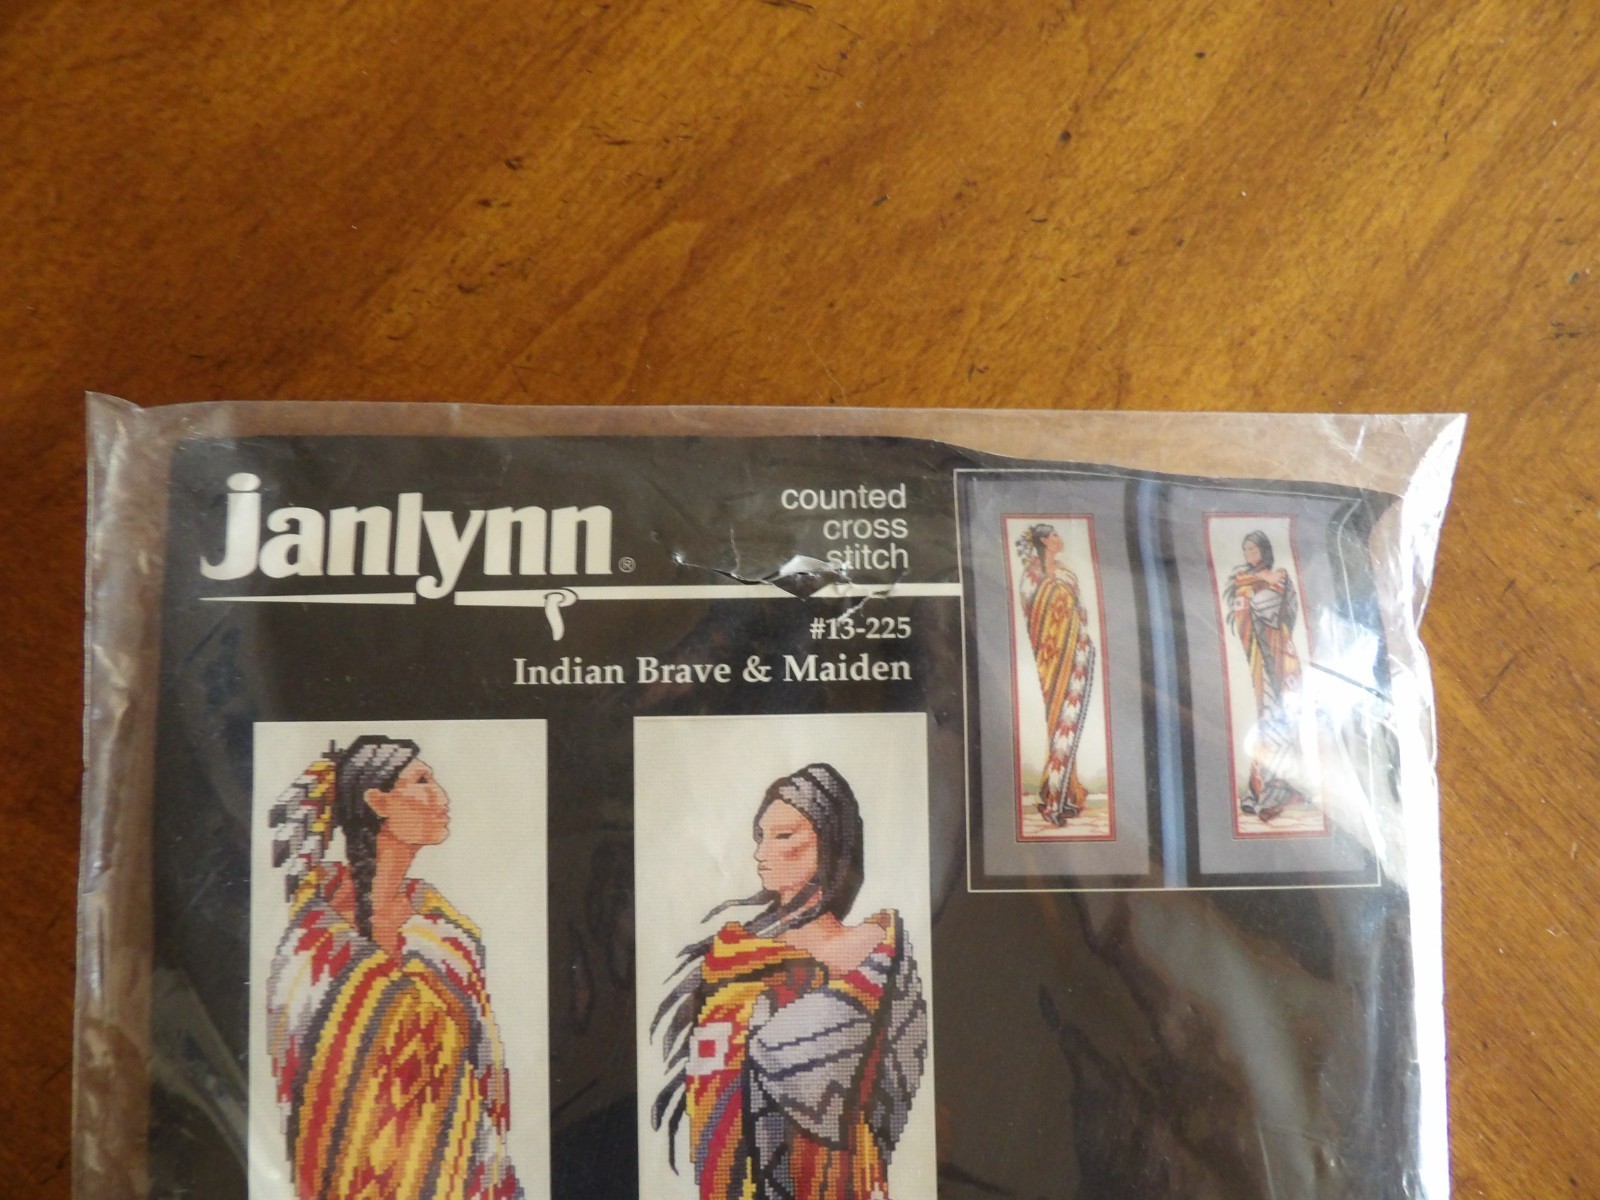 janlynn®
counted
cross
stitch
#13-225
Indian Brave & Maiden